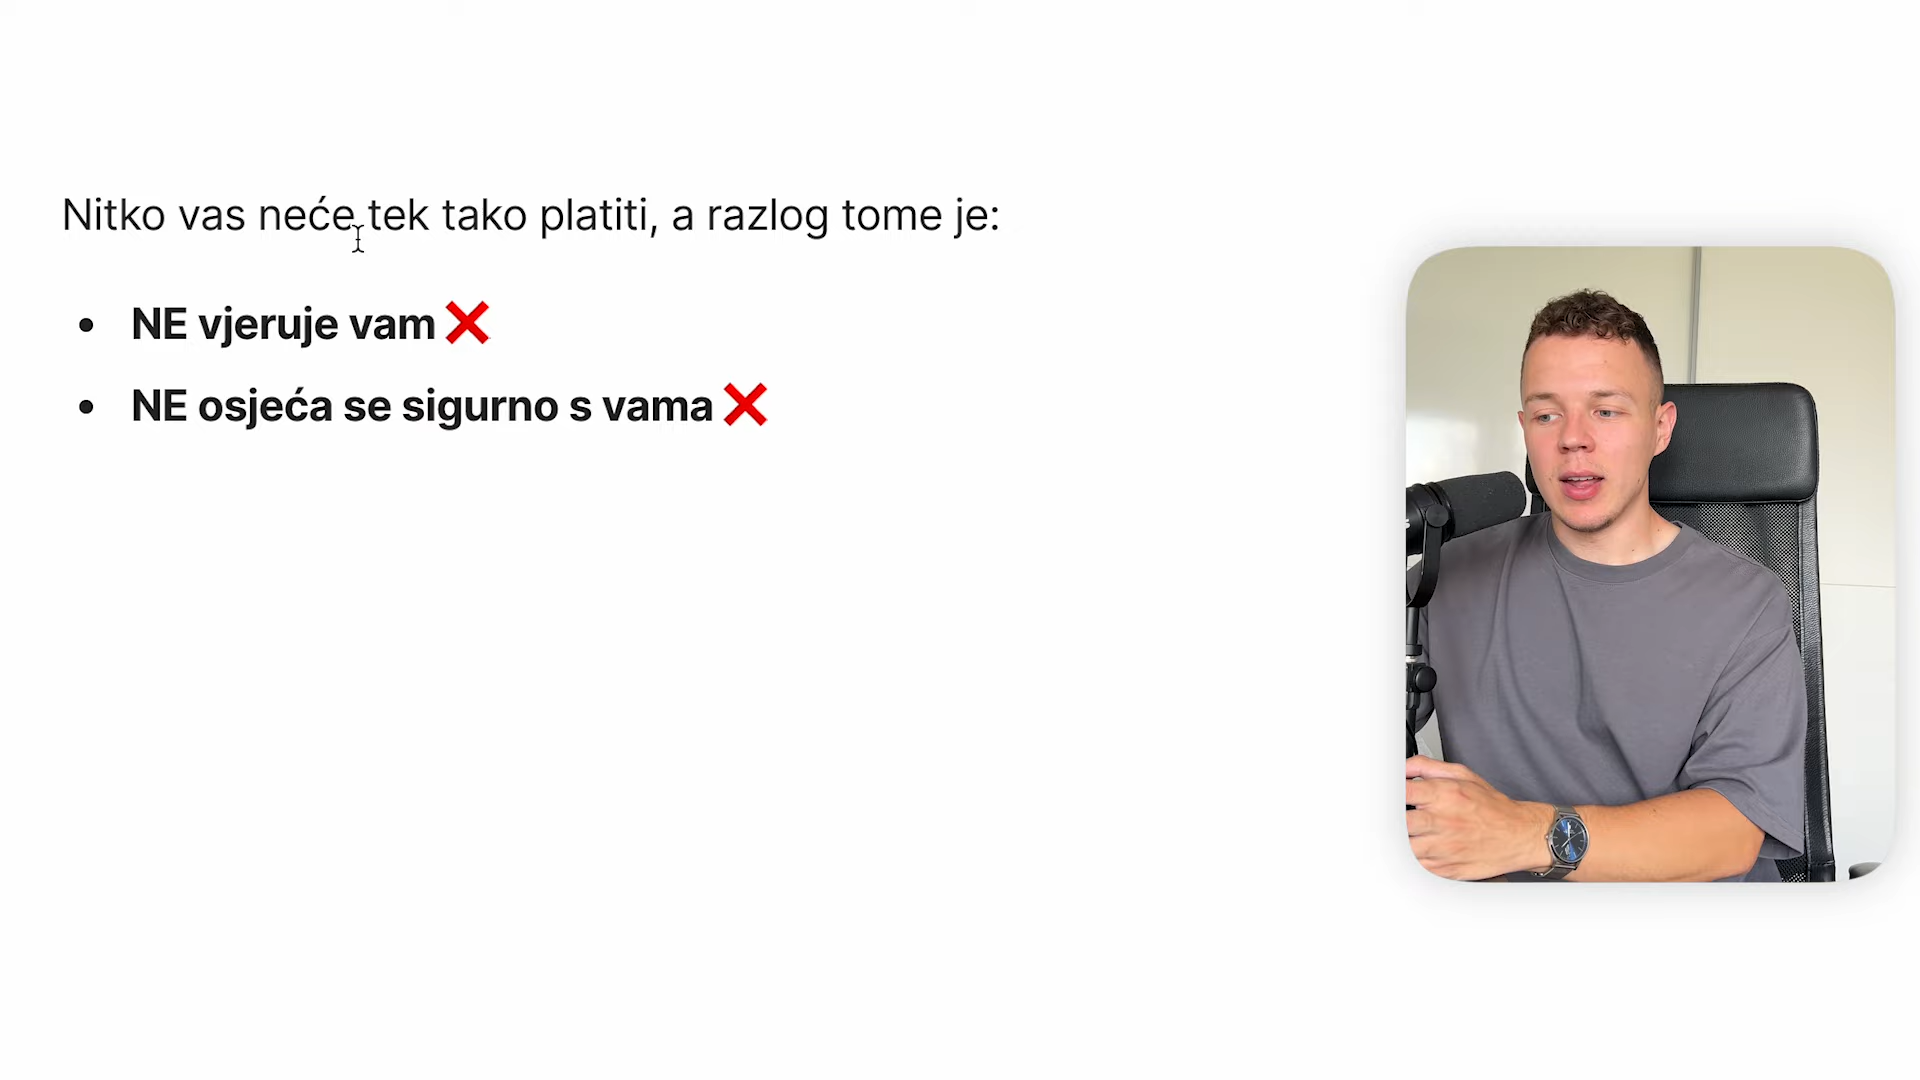 Nitko vas neće tek tako platiti, a razlog tome je:
• NE vjeruje vam ❌
• NE osjeća se sigurno s vama ❌